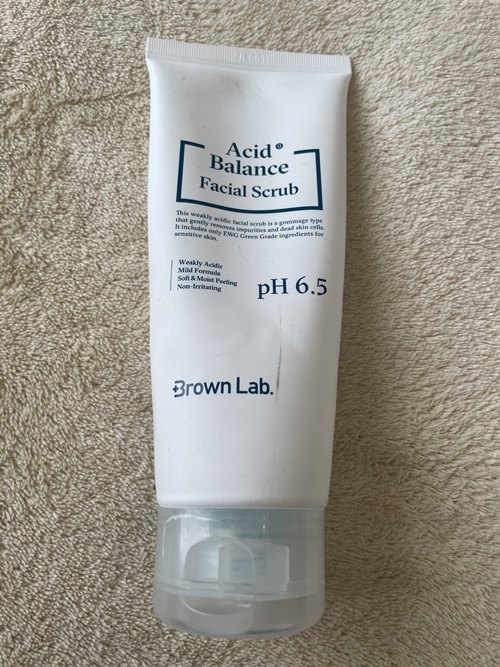 Acid
Balance
Facial Scrub
This weakly acidic facial scrub is a gommage type
that gently removes impurities and dead skin cells.
It includes only EWG Green Grade ingredients for
sensitive skin.
Weakly Acidic
Mild Formula
Soft & Moist Peeling
Non-Irritating
pH 6.5
Brown Lab.